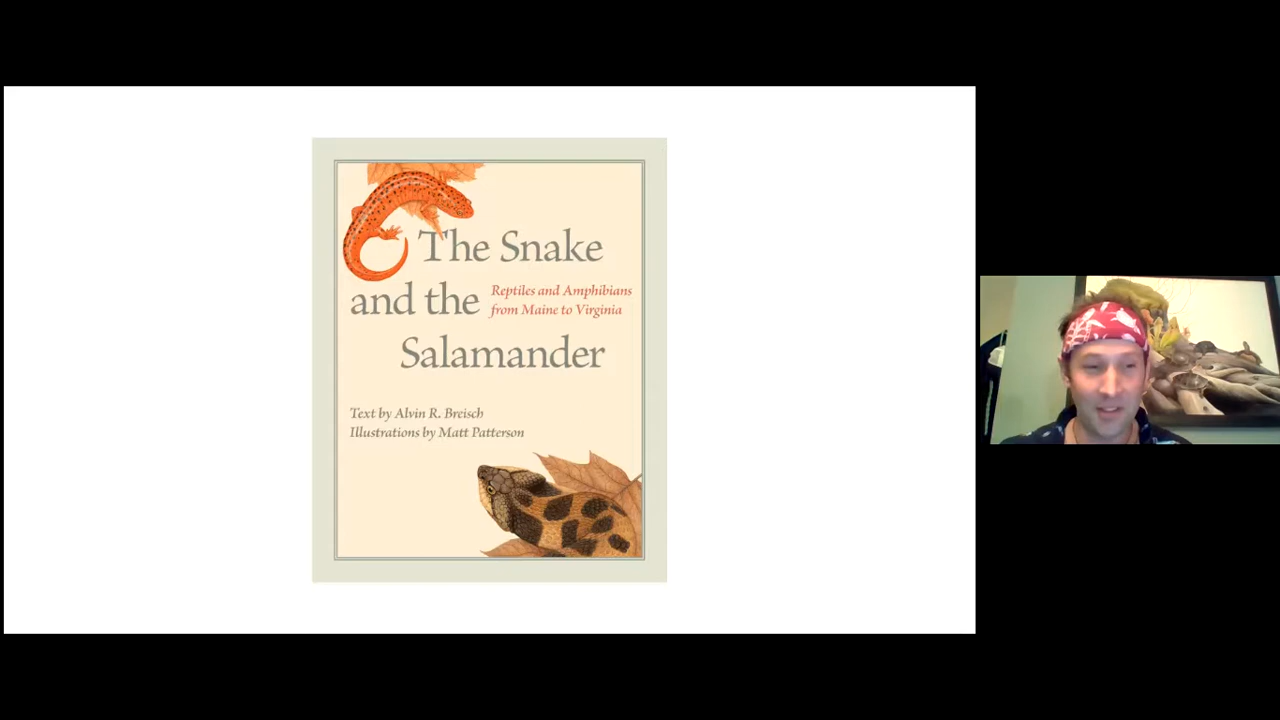 The Snake
and the
Reptiles and Amphibians
from Maine to Virginia
Salamander
Text by Alvin R. Breisch
Illustrations by Matt Patterson